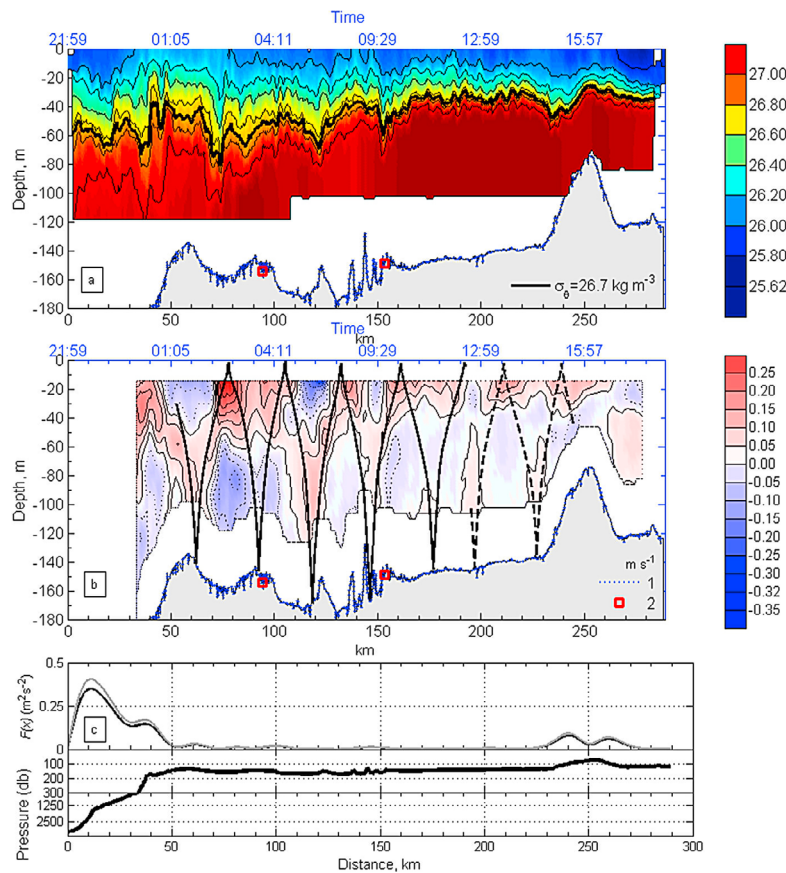 Time
21:59 01:05 04:11 09:29 12:59 15:57
-0
-20
-40
-60
-80
-100
-120
-140
-160
-180
Depth, m
a
σθ=26.7 kg m-3
0 50 100 150 200 250
km
27.00
26.80
26.60
26.40
26.20
26.00
25.80
25.62
Time
21:59 01:05 04:11 09:29 12:59 15:57
-0
-20
-40
-60
-80
-100
-120
-140
-160
-180
Depth, m
b
m s-1
1
2
0 50 100 150 200 250
km
0.25
0.20
0.15
0.10
0.05
0.00
-0.05
-0.10
-0.15
-0.20
-0.25
-0.30
-0.32
-0.35
0.5
0.25
0
F(x) (m2s-2)
c
100
200
300
1250
2500
Pressure (db)
0 50 100 150 200 250 300
Distance, km